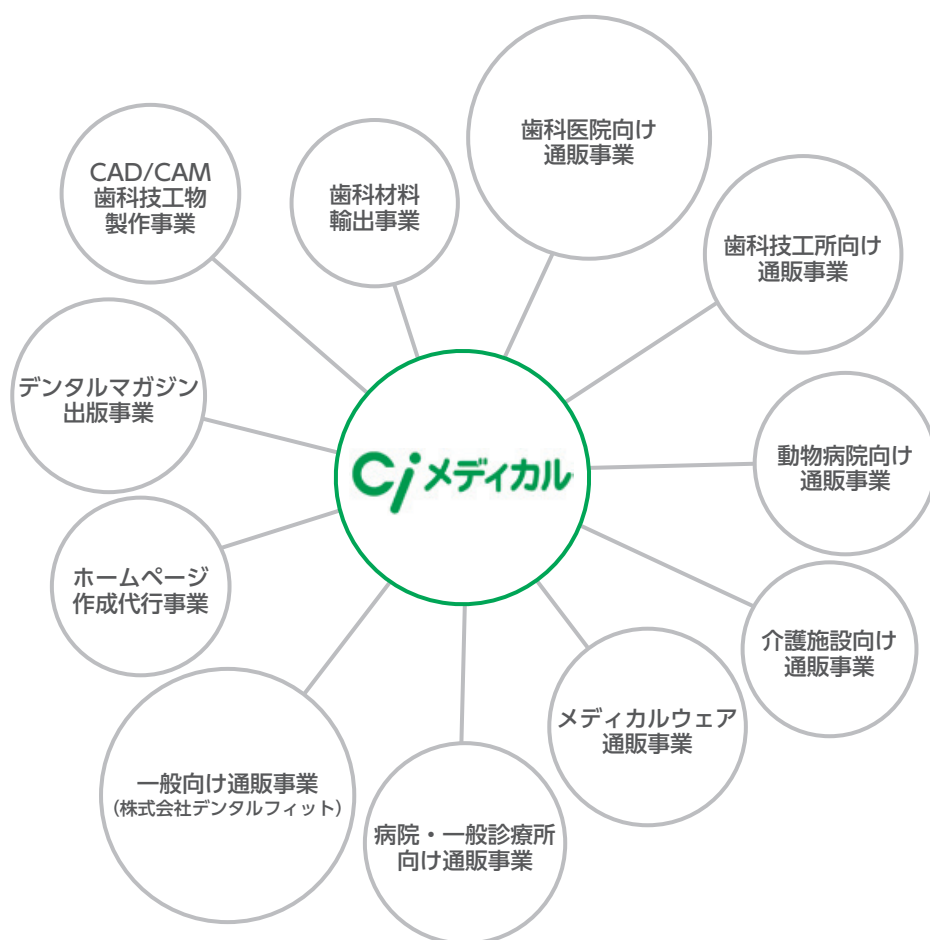 歯科医院向け
通販事業
CAD/CAM
歯科技工物
製作事業
歯科材料
輸出事業
歯科技工所向け
通販事業
デンタルマガジン
出版事業
Ciメディカル
動物病院向け
通販事業
ホームページ
作成代行事業
介護施設向け
通販事業
メディカルウェア
通販事業
一般向け通販事業
(株式会社デンタルフィット)
病院・一般診療所
向け通販事業